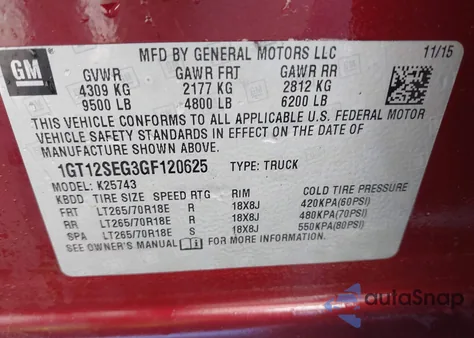 GM
MFD BY GENERAL MOTORS LLC 11/15
GVWR GAWR FRT GAWR RR
4309 KG 2177 KG 2812 KG
9500 LB 4800 LB 6200 LB
THIS VEHICLE CONFORMS TO ALL APPLICABLE U.S. FEDERAL MOTOR
VEHICLE SAFETY STANDARDS IN EFFECT ON THE DATE OF
MANUFACTURE SHOWN ABOVE.
1GT12SEG3GF120625 TYPE: TRUCK
MODEL: K25743
KBDD TIRE SIZE SPEED RTG RIM COLD TIRE PRESSURE
FRT LT265/70R18E R 18X8J 420KPA(60PSI)
RR LT265/70R18E R 18X8J 480KPA(70PSI)
SPA LT265/70R18E S 18X8J 550KPA(80PSI)
SEE OWNER'S MANUAL FOR MORE INFORMATION.
autoSnap